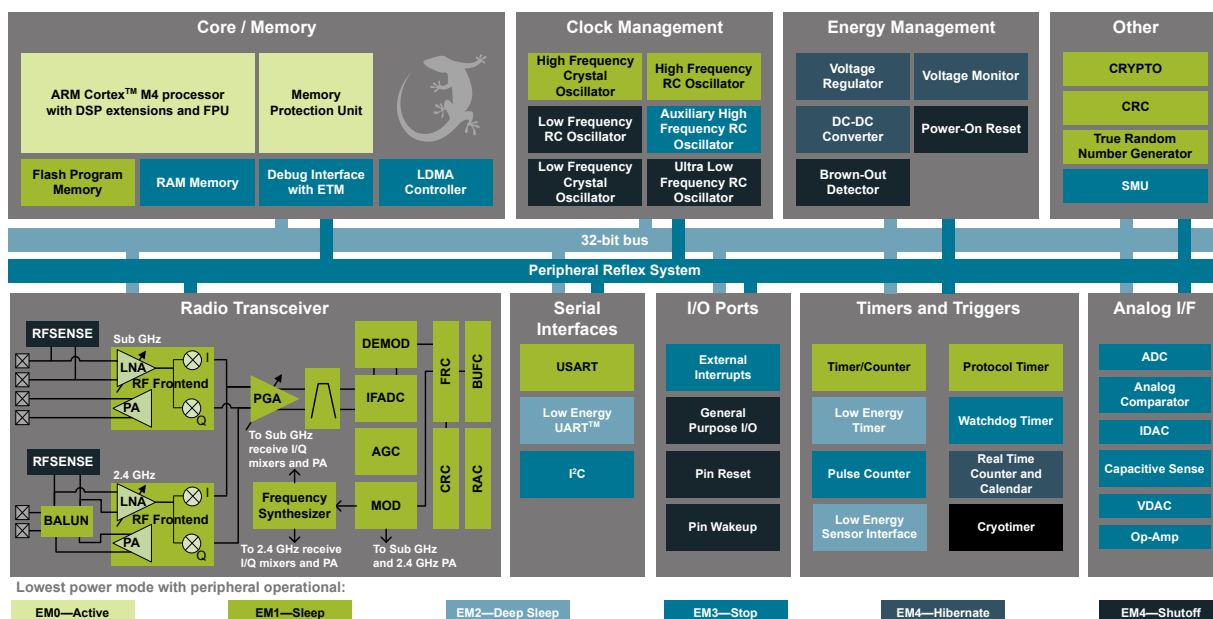 Core / Memory
ARM Cortex™ M4 processor
with DSP extensions and FPU
Memory
Protection Unit
Flash Program
Memory
RAM Memory
Debug Interface
with ETM
LDMA
Controller
Clock Management
High Frequency
Crystal
Oscillator
High Frequency
RC Oscillator
Low Frequency
RC Oscillator
Auxiliary High
Frequency RC
Oscillator
Low Frequency
Crystal
Oscillator
Ultra Low
Frequency RC
Oscillator
Energy Management
Voltage
Regulator
Voltage Monitor
DC-DC
Converter
Power-On Reset
Brown-Out
Detector
Other
CRYPTO
CRC
True Random
Number Generator
SMU
32-bit bus
Peripheral Reflex System
Radio Transceiver
RFSENSE
Sub GHz
LNA
RF Frontend
PA
I
Q
RFSENSE
2.4 GHz
LNA
RF Frontend
PA
I
Q
BALUN
PGA
To Sub GHz
receive I/Q
mixers and PA
Frequency
Synthesizer
To 2.4 GHz receive
I/Q mixers and PA
DEMOD
IFADC
AGC
MOD
To Sub GHz
and 2.4 GHz PA
FRC
BUFC
CRC
RAC
Serial
Interfaces
USART
Low Energy
UART™
I²C
I/O Ports
External
Interrupts
General
Purpose I/O
Pin Reset
Pin Wakeup
Timers and Triggers
Timer/Counter
Protocol Timer
Low Energy
Timer
Watchdog Timer
Pulse Counter
Real Time
Counter and
Calendar
Low Energy
Sensor Interface
Cryotimer
Analog I/F
ADC
Analog
Comparator
IDAC
Capacitive Sense
VDAC
Op-Amp
Lowest power mode with peripheral operational:
EM0—Active
EM1—Sleep
EM2—Deep Sleep
EM3—Stop
EM4—Hibernate
EM4—Shutoff